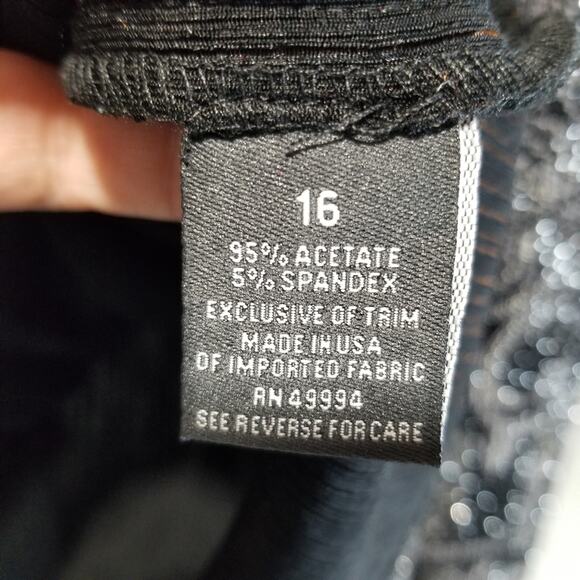 16
95% ACETATE
5% SPANDEX
EXCLUSIVE OF TRIM
MADE IN USA
OF IMPORTED FABRIC
RN 49994
SEE REVERSE FOR CARE